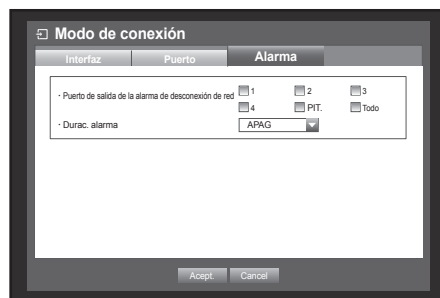 Modo de conexión
Interfaz Puerto Alarma
· Puerto de salida de la alarma de desconexión de red 1 2 3
4 PIT. Todo
· Durac. alarma APAG
Acept. Cancel